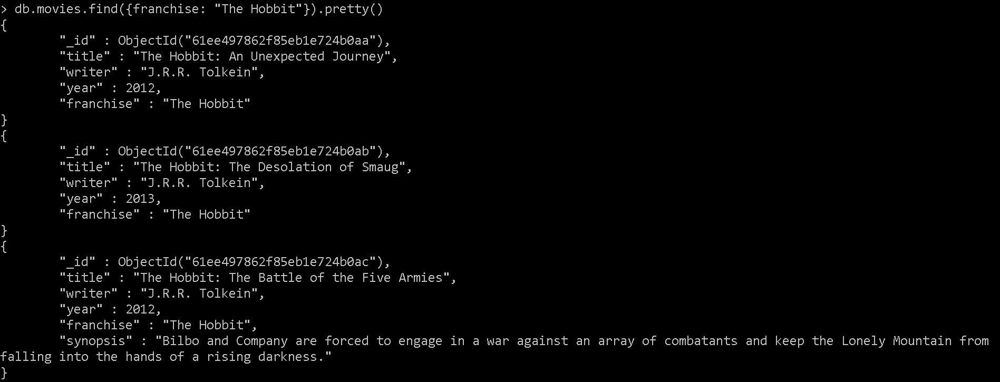 > db.movies.find({franchise: "The Hobbit"}).pretty()
{
        "_id" : ObjectId("61ee497862f85eb1e724b0aa"),
        "title" : "The Hobbit: An Unexpected Journey",
        "writer" : "J.R.R. Tolkein",
        "year" : 2012,
        "franchise" : "The Hobbit"
}
{
        "_id" : ObjectId("61ee497862f85eb1e724b0ab"),
        "title" : "The Hobbit: The Desolation of Smaug",
        "writer" : "J.R.R. Tolkein",
        "year" : 2013,
        "franchise" : "The Hobbit"
}
{
        "_id" : ObjectId("61ee497862f85eb1e724b0ac"),
        "title" : "The Hobbit: The Battle of the Five Armies",
        "writer" : "J.R.R. Tolkein",
        "year" : 2012,
        "franchise" : "The Hobbit",
        "synopsis" : "Bilbo and Company are forced to engage in a war against an array of combatants and keep the Lonely Mountain from
falling into the hands of a rising darkness."
}